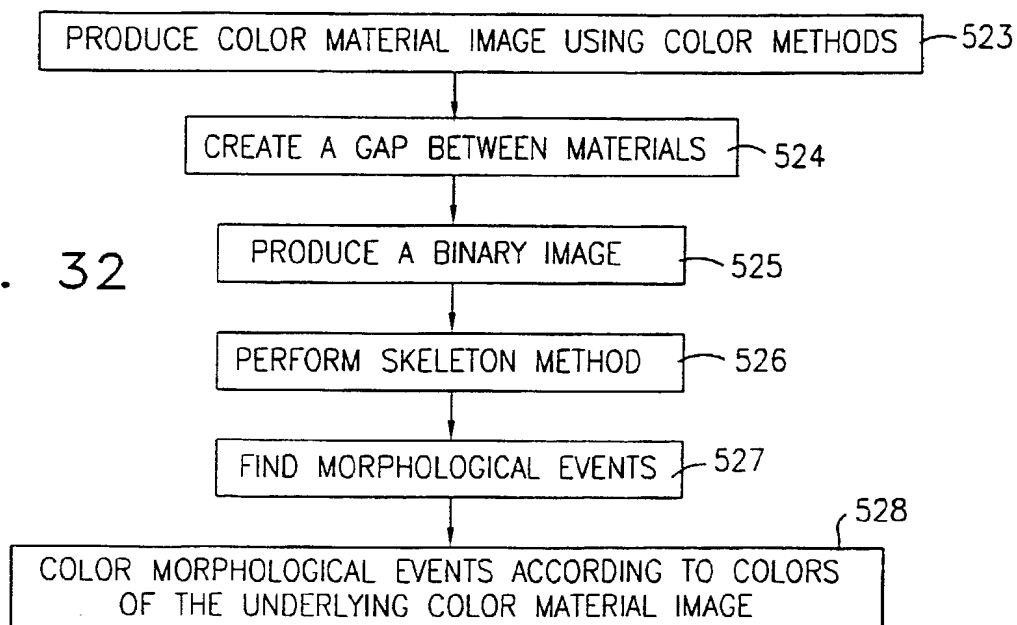 PRODUCE COLOR MATERIAL IMAGE USING COLOR METHODS 523
CREATE A GAP BETWEEN MATERIALS 524
PRODUCE A BINARY IMAGE 525
. 32
PERFORM SKELETON METHOD 526
FIND MORPHOLOGICAL EVENTS 527
528
COLOR MORPHOLOGICAL EVENTS ACCORDING TO COLORS
OF THE UNDERLYING COLOR MATERIAL IMAGE